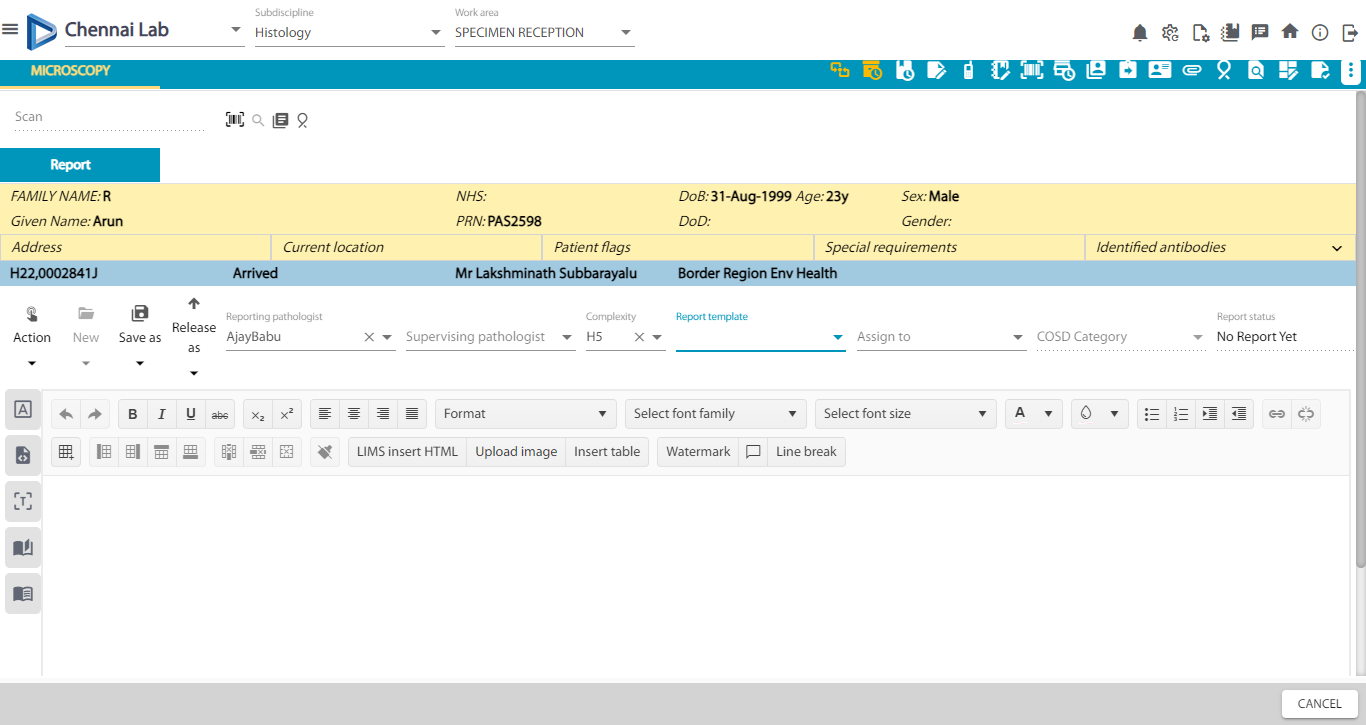 Chennai Lab
Subdiscipline
Histology
Work area
SPECIMEN RECEPTION
MICROSCOPY
Scan
Report
FAMILY NAME: R NHS: DoB: 31-Aug-1999 Age: 23y Sex: Male
Given Name: Arun PRN: PAS2598 DoD: Gender:
Address Current location Patient flags Special requirements Identified antibodies
H22,0002841J Arrived Mr Lakshminath Subbarayalu Border Region Env Health
Action
New
Save as
Release as
Reporting pathologist
AjayBabu
Supervising pathologist
Complexity
H5
Report template
Assign to
COSD Category
Report status
No Report Yet
B I U abc x₂ x² Format Select font family Select font size A
LIMS insert HTML Upload image Insert table Watermark Line break
A
T
CANCEL